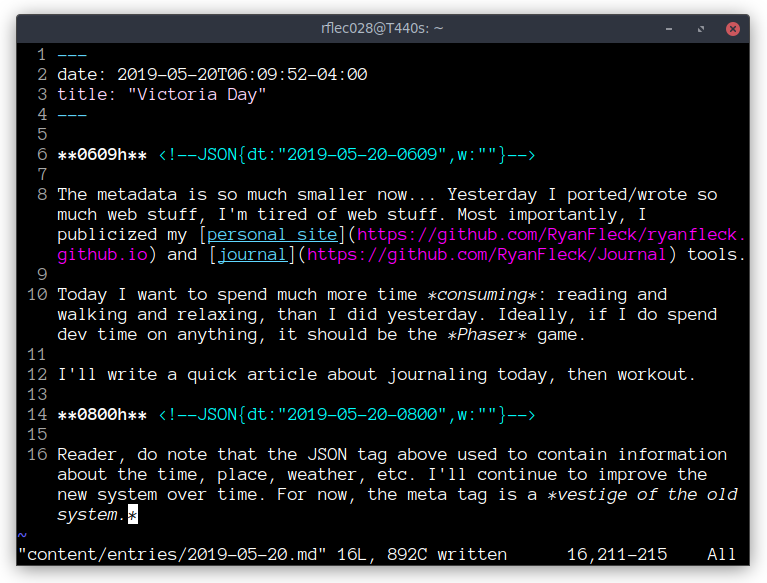 rflec028@T440s: ~
1 ---
2 date: 2019-05-20T06:09:52-04:00
3 title: "Victoria Day"
4 ---
5
6 **0609h** <!--JSON{dt:"2019-05-20-0609",w:""}-->
7
8 The metadata is so much smaller now... Yesterday I ported/wrote so
much web stuff, I'm tired of web stuff. Most importantly, I
publicized my [personal site](https://github.com/RyanFleck/ryanfleck.
github.io) and [journal](https://github.com/RyanFleck/Journal) tools.
9
10 Today I want to spend much more time *consuming*: reading and
walking and relaxing, than I did yesterday. Ideally, if I do spend
dev time on anything, it should be the *Phaser* game.
11
12 I'll write a quick article about journaling today, then workout.
13
14 **0800h** <!--JSON{dt:"2019-05-20-0800",w:""}-->
15
16 Reader, do note that the JSON tag above used to contain information
about the time, place, weather, etc. I'll continue to improve the
new system over time. For now, the meta tag is a *vestige of the old
system.*
~
"content/entries/2019-05-20.md" 16L, 892C written 16,211-215 All